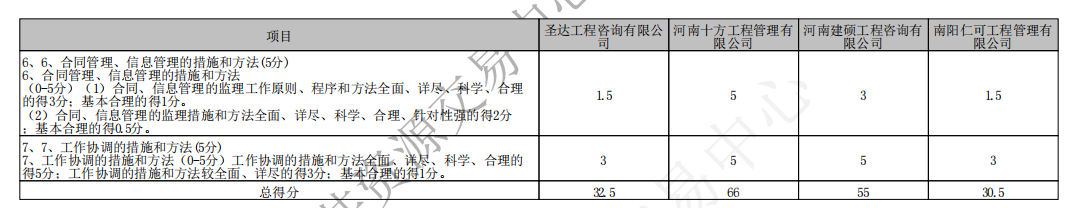 项目
圣达工程咨询有限公
司
河南十方工程管理有
限公司
河南建硕工程咨询有
限公司
南阳仁可工程管理有
限公司
6、6、合同管理、信息管理的措施和方法(5分)
6、合同管理、信息管理的措施和方法
（0-5分）（1）合同、信息管理的监理工作原则、程序和方法全面、详尽、科学、合理
的得3分；基本合理的得1分。
（2）合同、信息管理的监理措施和方法全面、详尽、科学、合理、针对性强的得2分
；基本合理的得0.5分。
1.5
5
3
1.5
7、7、工作协调的措施和方法(5分)
7、工作协调的措施和方法（0-5分）工作协调的措施和方法全面、详尽、科学、合理的
得5分；工作协调的措施和方法较全面、详尽的得3分；基本合理的得1分。
3
5
5
3
总得分
32.5
66
55
30.5
资源交易中心
易中心